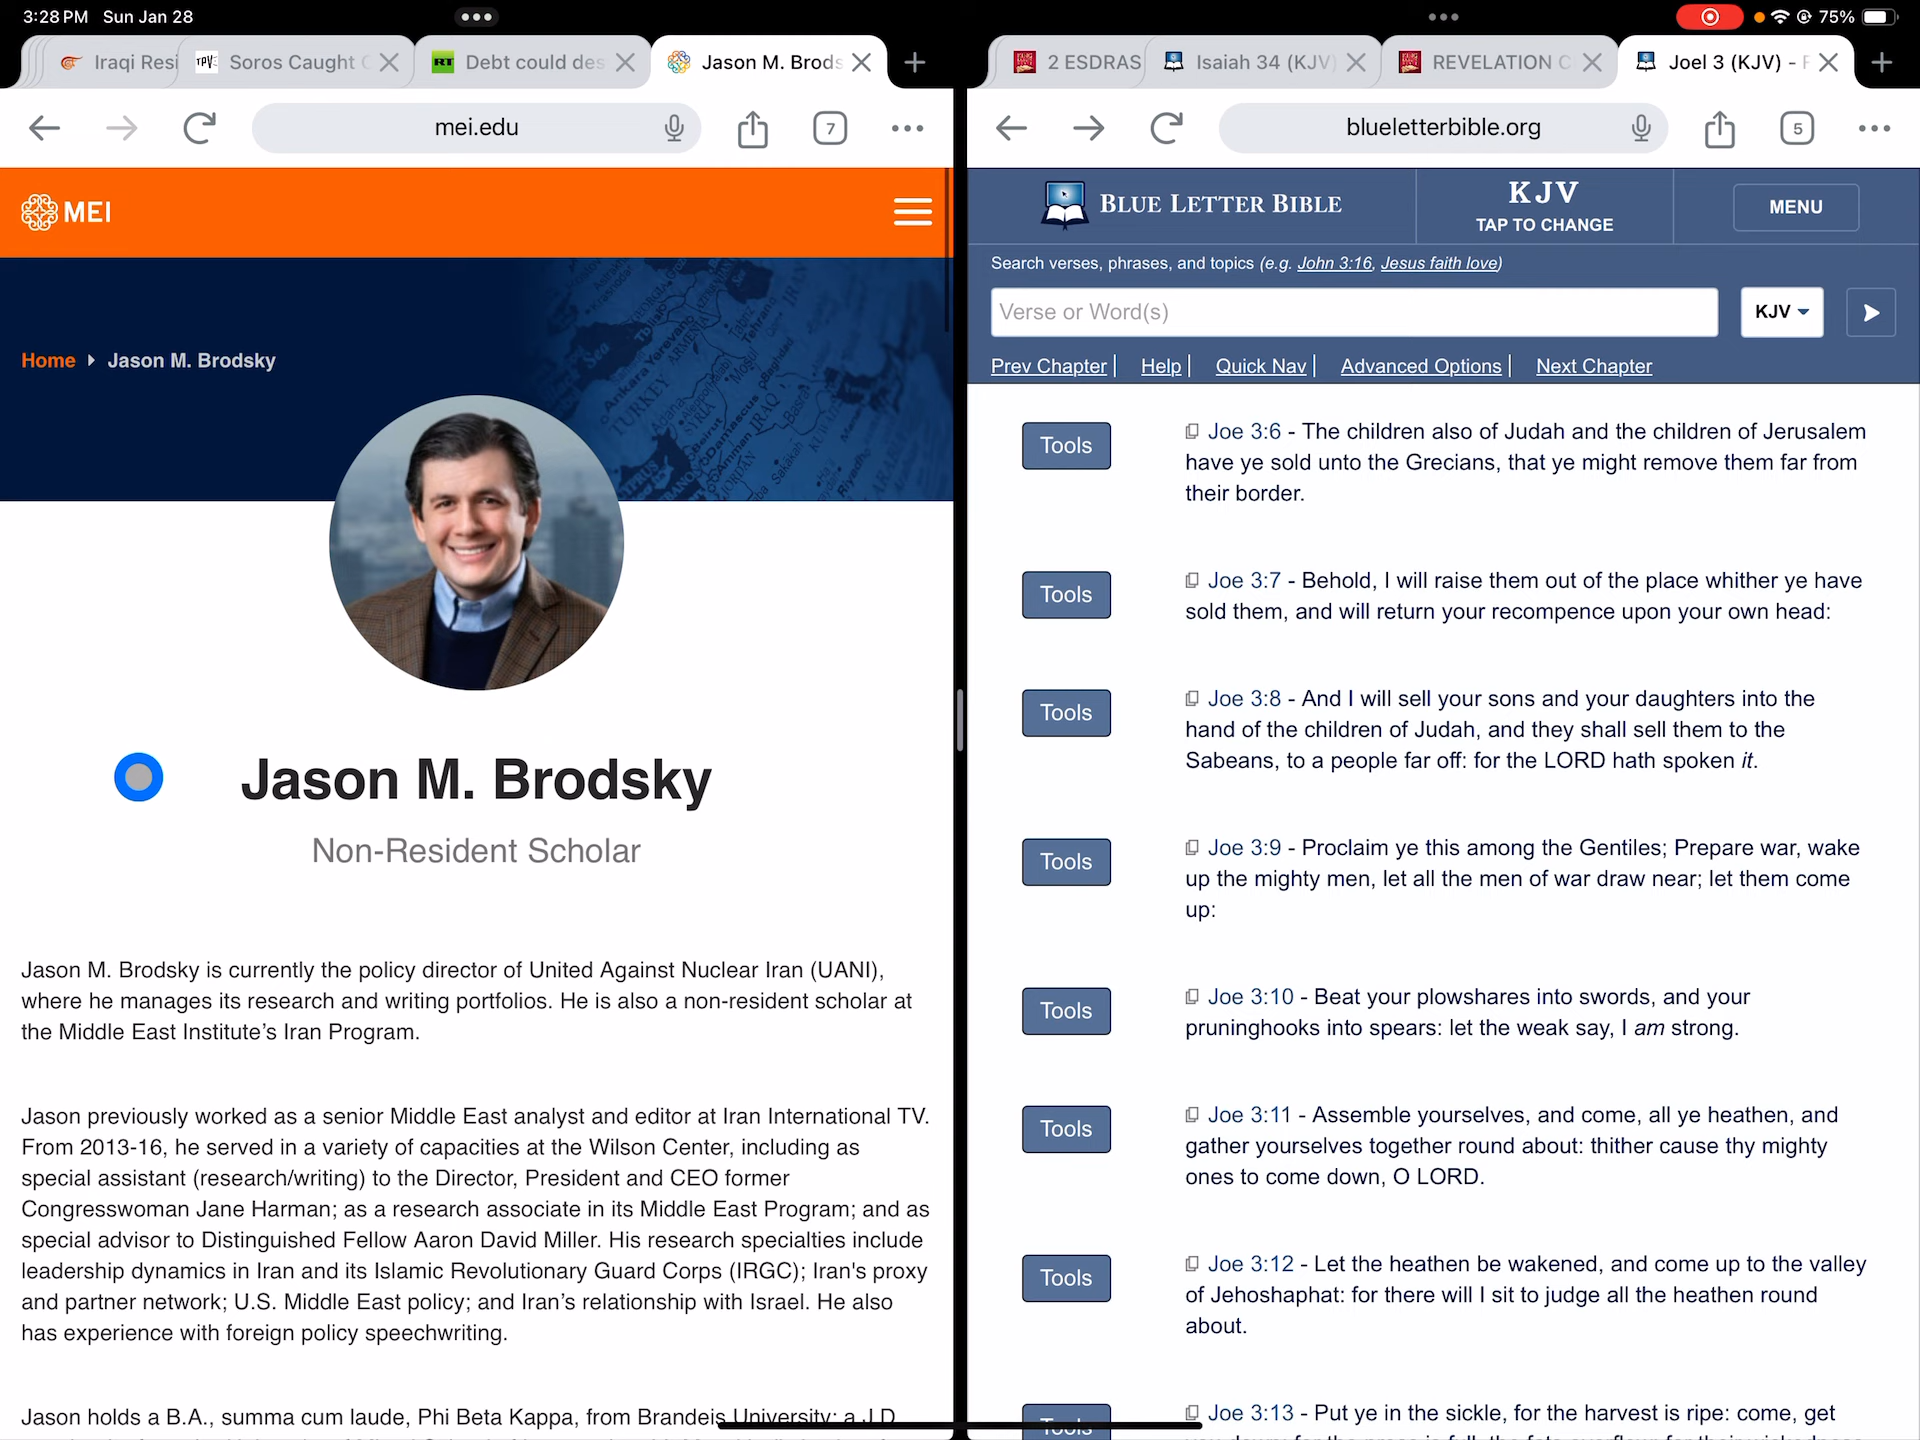 3:28 PM Sun Jan 28
75%
Iraqi Resi
TPV
Soros Caught
RT
Debt could des
Jason M. Brods
2 ESDRAS
Isaiah 34 (KJV)
REVELATION C
Joel 3 (KJV) -
mei.edu
7
blueletterbible.org
5
MEI
Home
Jason M. Brodsky
TURKEY
SYRIA
IRAQ
Damascus
Baghdad
Tehran
Amman
Beirut
Ankara
Yerevan
Jason M. Brodsky
Non-Resident Scholar
Jason M. Brodsky is currently the policy director of United Against Nuclear Iran (UANI),
where he manages its research and writing portfolios. He is also a non-resident scholar at
the Middle East Institute’s Iran Program.
Jason previously worked as a senior Middle East analyst and editor at Iran International TV.
From 2013-16, he served in a variety of capacities at the Wilson Center, including as
special assistant (research/writing) to the Director, President and CEO former
Congresswoman Jane Harman; as a research associate in its Middle East Program; and as
special advisor to Distinguished Fellow Aaron David Miller. His research specialties include
leadership dynamics in Iran and its Islamic Revolutionary Guard Corps (IRGC); Iran's proxy
and partner network; U.S. Middle East policy; and Iran’s relationship with Israel. He also
has experience with foreign policy speechwriting.
Jason holds a B.A., summa cum laude, Phi Beta Kappa, from Brandeis University; a J.D.
BLUE LETTER BIBLE
KJV
TAP TO CHANGE
MENU
Search verses, phrases, and topics (e.g. John 3:16, Jesus faith love)
Verse or Word(s)
KJV
Prev Chapter | Help | Quick Nav | Advanced Options | Next Chapter
Tools
Joe 3:6 - The children also of Judah and the children of Jerusalem
have ye sold unto the Grecians, that ye might remove them far from
their border.
Tools
Joe 3:7 - Behold, I will raise them out of the place whither ye have
sold them, and will return your recompence upon your own head:
Tools
Joe 3:8 - And I will sell your sons and your daughters into the
hand of the children of Judah, and they shall sell them to the
Sabeans, to a people far off: for the LORD hath spoken it.
Tools
Joe 3:9 - Proclaim ye this among the Gentiles; Prepare war, wake
up the mighty men, let all the men of war draw near; let them come
up:
Tools
Joe 3:10 - Beat your plowshares into swords, and your
pruninghooks into spears: let the weak say, I am strong.
Tools
Joe 3:11 - Assemble yourselves, and come, all ye heathen, and
gather yourselves together round about: thither cause thy mighty
ones to come down, O LORD.
Tools
Joe 3:12 - Let the heathen be wakened, and come up to the valley
of Jehoshaphat: for there will I sit to judge all the heathen round
about.
Tools
Joe 3:13 - Put ye in the sickle, for the harvest is ripe: come, get